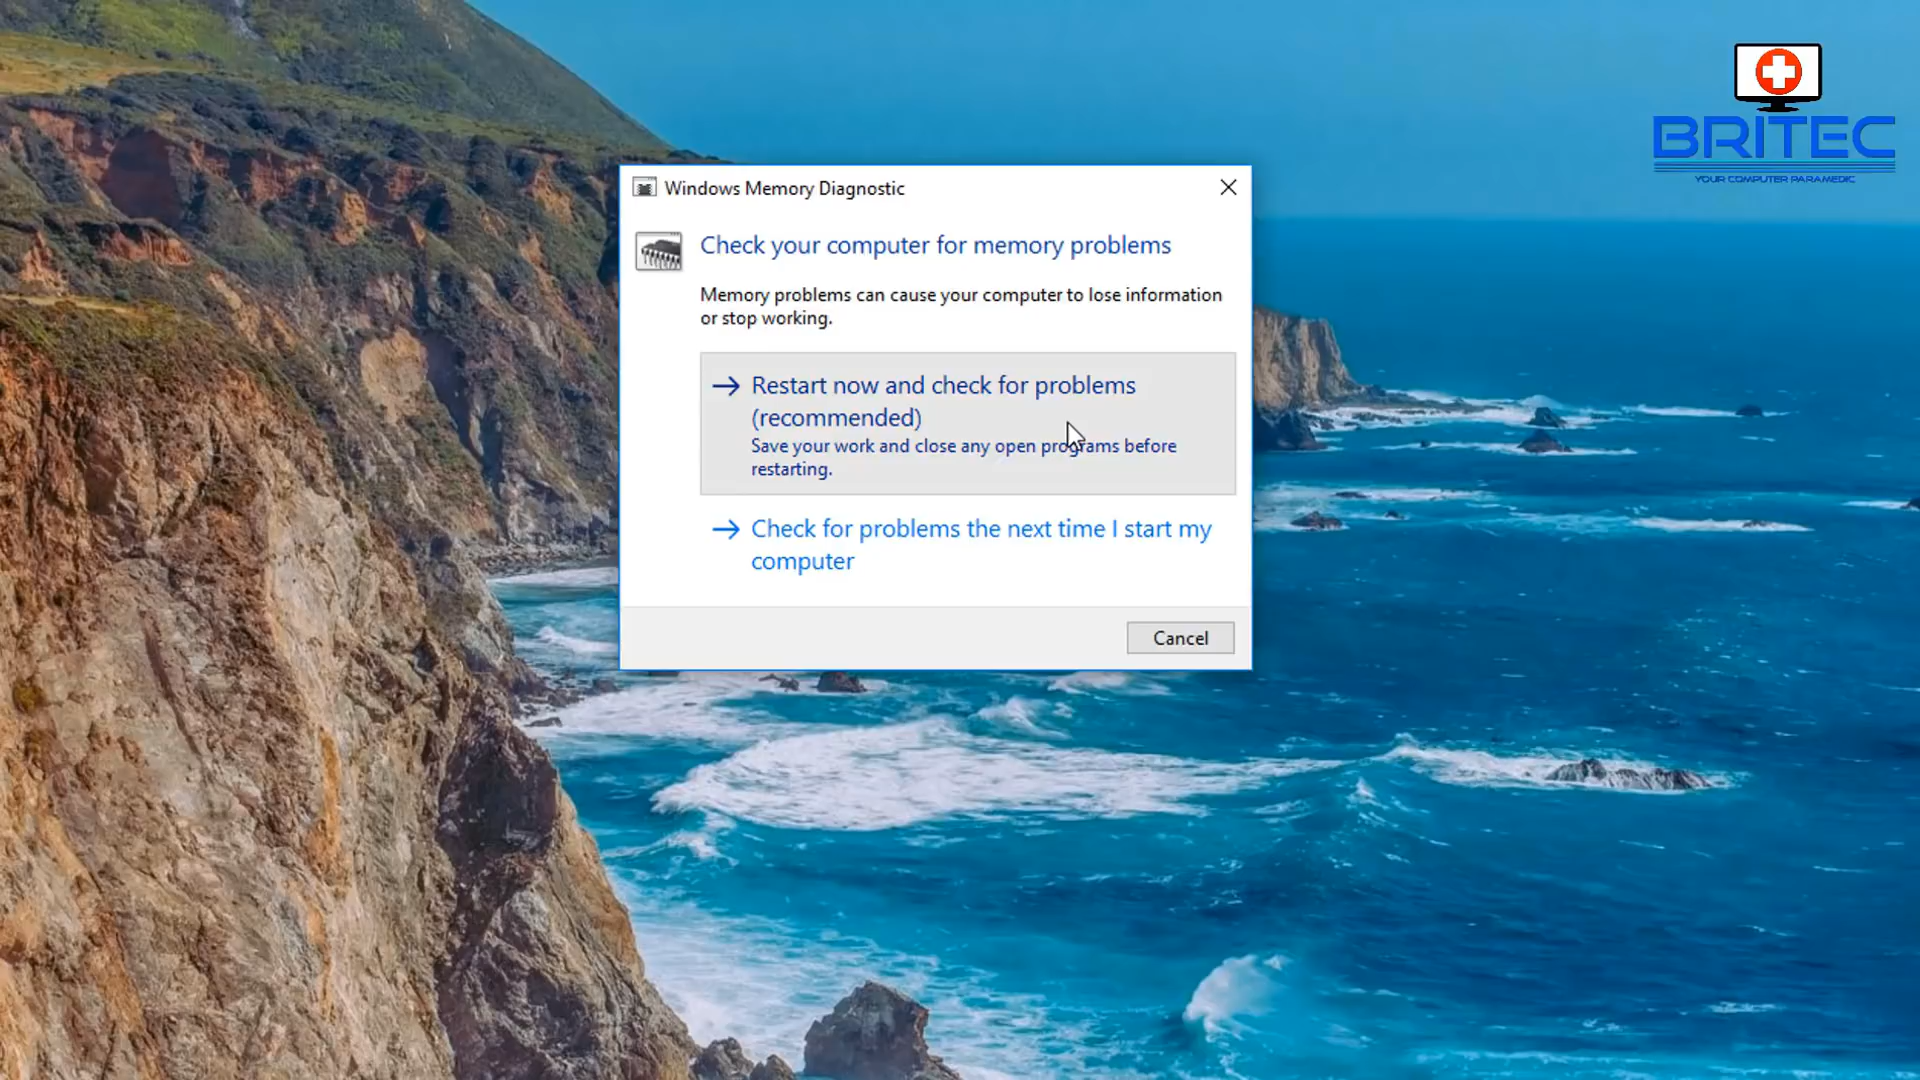 BRITEC
YOUR COMPUTER PARAMEDIC
Windows Memory Diagnostic
Check your computer for memory problems
Memory problems can cause your computer to lose information
or stop working.
Restart now and check for problems
(recommended)
Save your work and close any open programs before
restarting.
Check for problems the next time I start my
computer
Cancel